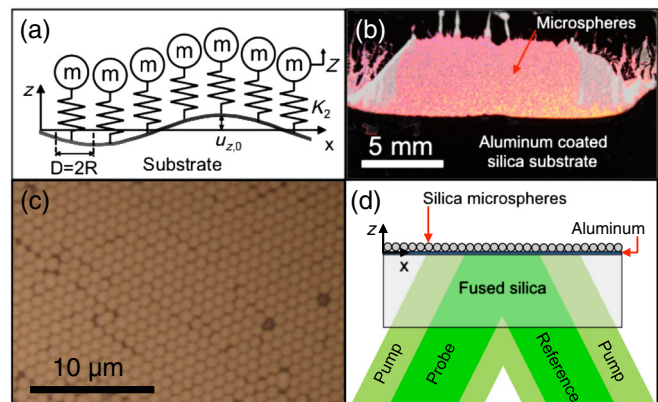 (a)
m m m m m m m
z
Z
K2
x
uz,0
D=2R
Substrate
(b)
Microspheres
5 mm
Aluminum coated
silica substrate
(c)
10 μm
(d)
Silica microspheres
z
Aluminum
x
Fused silica
Pump
Probe
Reference
Pump